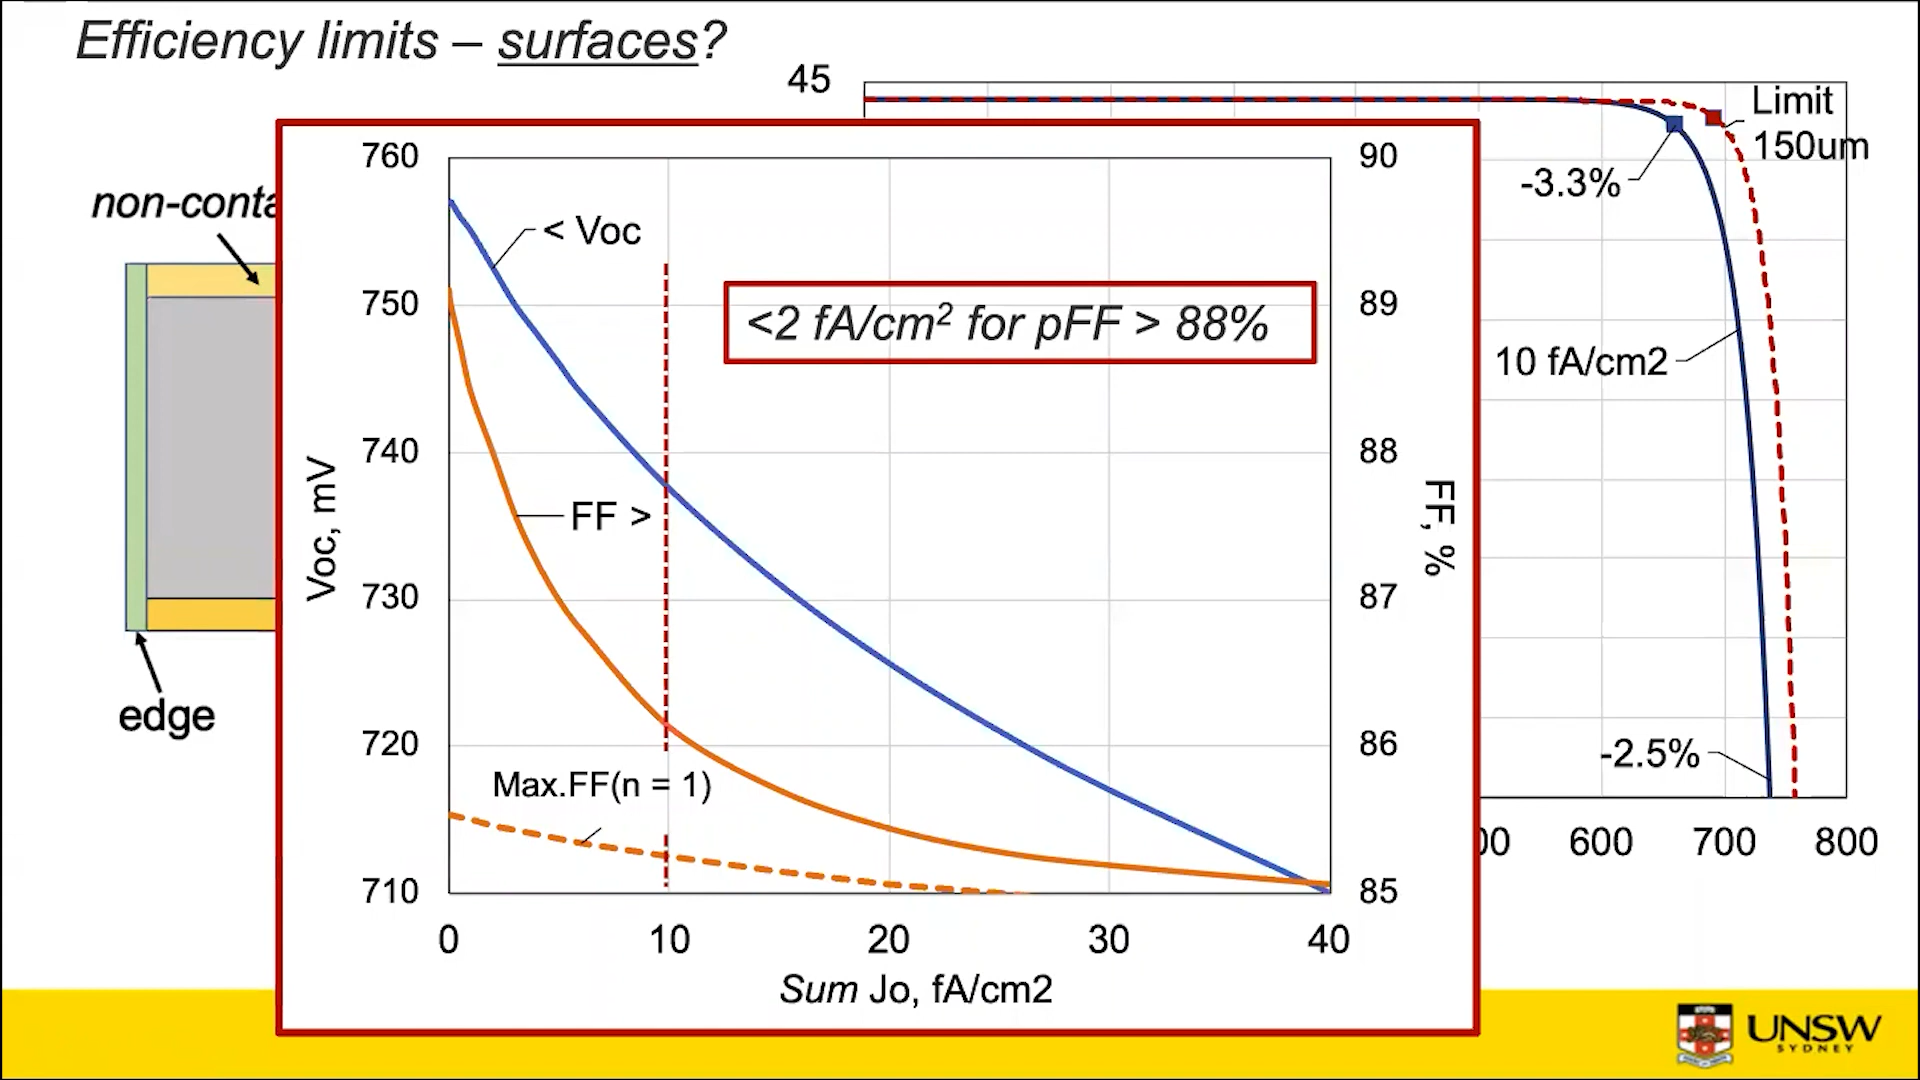 Efficiency limits – surfaces?
45
Limit
150um
-3.3%
10 fA/cm2
-2.5%
00
600
700
800
non-conta
edge
760
750
740
730
720
710
Voc, mV
90
89
88
87
86
85
FF, %
< Voc
<2 fA/cm² for pFF > 88%
FF >
Max.FF(n = 1)
0
10
20
30
40
Sum Jo, fA/cm2
UNSW
SYDNEY